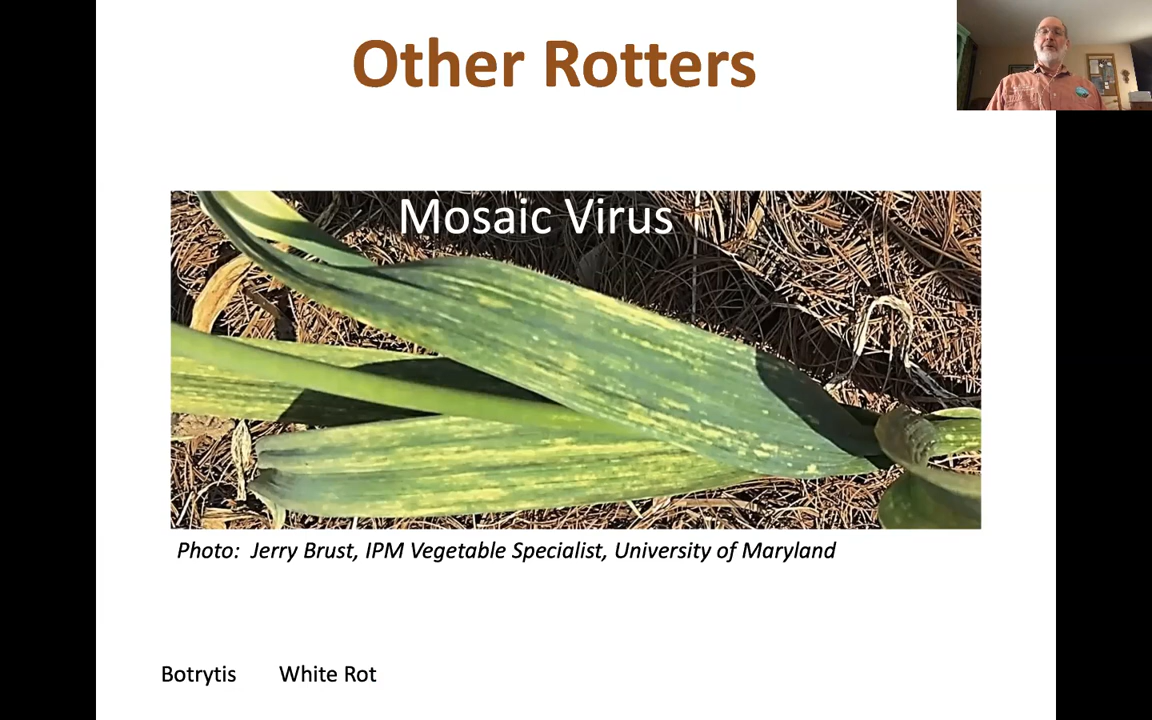 Other Rotters
Mosaic Virus
Photo: Jerry Brust, IPM Vegetable Specialist, University of Maryland
Botrytis White Rot